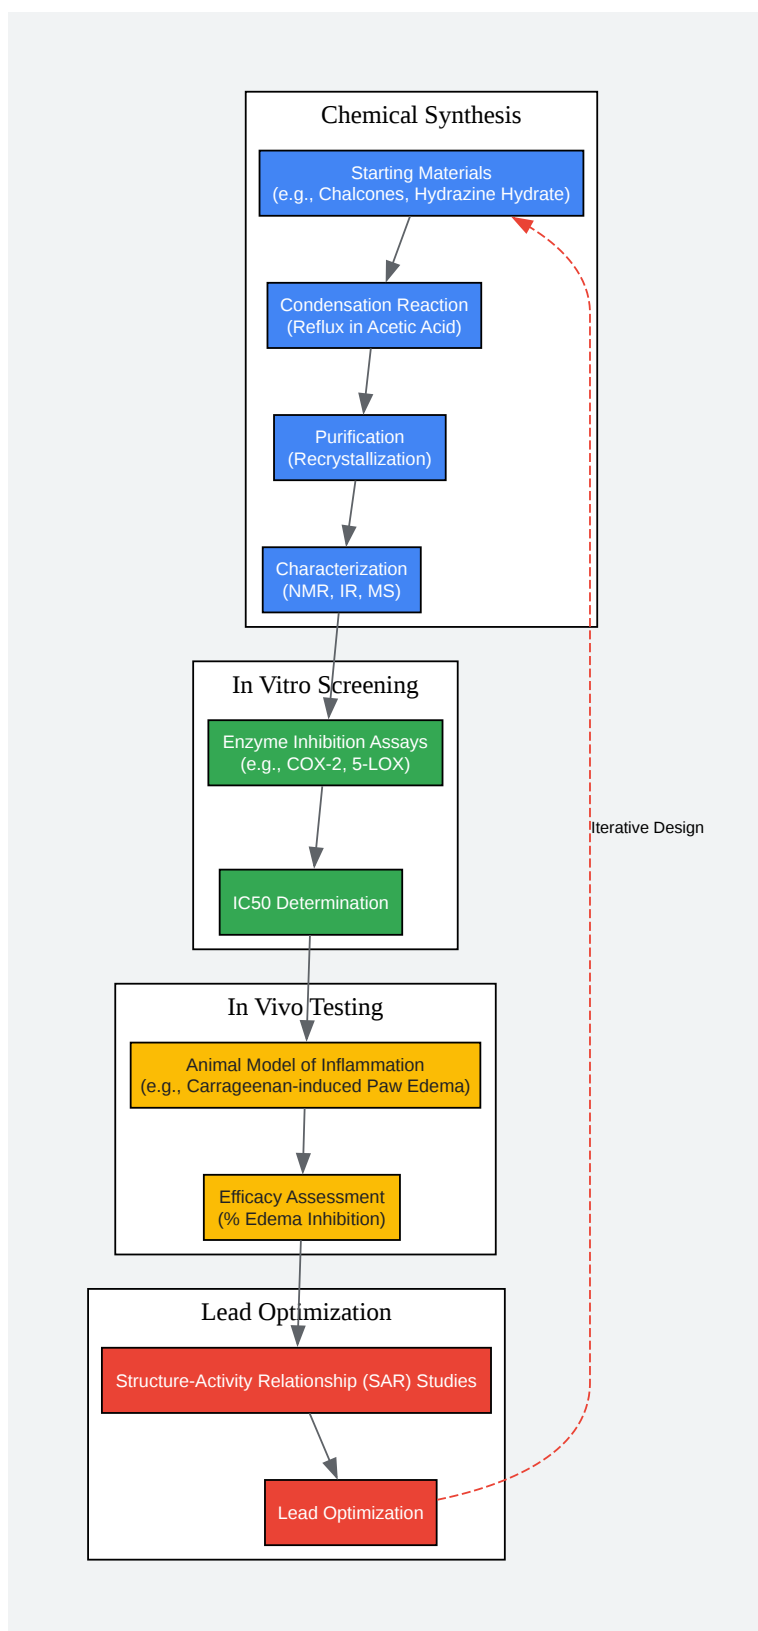 Chemical Synthesis
Starting Materials
(e.g., Chalcones, Hydrazine Hydrate)
Condensation Reaction
(Reflux in Acetic Acid)
Purification
(Recrystallization)
Characterization
(NMR, IR, MS)
In Vitro Screening
Enzyme Inhibition Assays
(e.g., COX-2, 5-LOX)
Iterative Design
IC50 Determination
In Vivo Testing
Animal Model of Inflammation
(e.g., Carrageenan-induced Paw Edema)
Efficacy Assessment
(% Edema Inhibition)
Lead Optimization
Structure-Activity Relationship (SAR) Studies
Lead Optimization